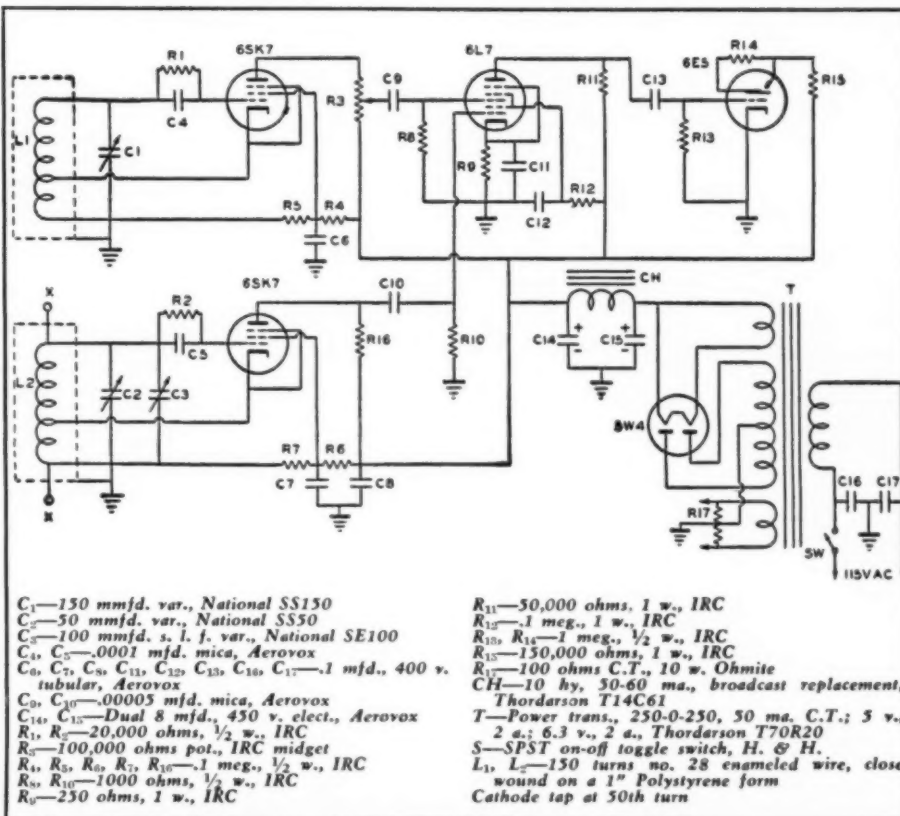 R1
6SK7
6L7
6E5
R14
C4
R3
C9
R11
C13
R15
L1
C1
R8
R9
C11
R13
R5
R4
C12
R12
C6
X
R2
6SK7
C10
CH
T
C5
R16
R10
C14
+
-
+
-
C15
L2
C2
C3
5W4
R7
R6
C7
C8
R17
C16
C17
X
SW
115VAC
C₁—150 mmfd. var., National SS150
C₂—50 mmfd. var., National SS50
C₃—100 mmfd. s. l. f. var., National SE100
C₄, C₅—.0001 mfd. mica, Aerovox
C₆, C₇, C₈, C₁₁, C₁₂, C₁₃, C₁₆, C₁₇—.1 mfd., 400 v.
tubular, Aerovox
C₉, C₁₀—.00005 mfd. mica, Aerovox
C₁₄, C₁₅—Dual 8 mfd., 450 v. elect., Aerovox
R₁, R₂—20,000 ohms, ½ w., IRC
R₃—100,000 ohms pot., IRC midget
R₄, R₅, R₆, R₇, R₁₆—.1 meg., ½ w., IRC
R₈, R₁₀—1000 ohms, ½ w., IRC
R₉—250 ohms, 1 w., IRC
R₁₁—50,000 ohms, 1 w., IRC
R₁₂—.1 meg., 1 w., IRC
R₁₃, R₁₄—1 meg., ½ w., IRC
R₁₅—150,000 ohms, 1 w., IRC
R₁₇—100 ohms C.T., 10 w. Ohmite
CH—10 hy, 50-60 ma., broadcast replacement,
Thordarson T14C61
T—Power trans., 250-0-250, 50 ma. C.T.; 5 v.,
2 a.; 6.3 v., 2 a., Thordarson T70R20
S—SPST on-off toggle switch, H. & H.
L₁, L₂—150 turns no. 28 enameled wire, close
wound on a 1" Polystyrene form
Cathode tap at 50th turn